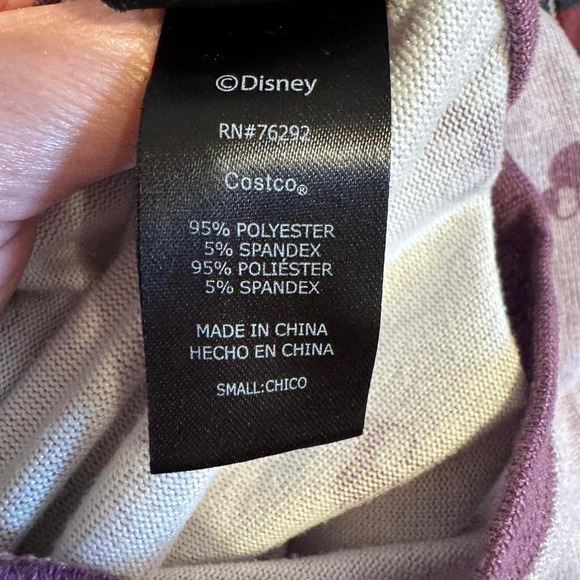 ©Disney
RN#76292
Costco®
95% POLYESTER
5% SPANDEX
95% POLIÉSTER
5% SPANDEX
MADE IN CHINA
HECHO EN CHINA
SMALL:CHICO